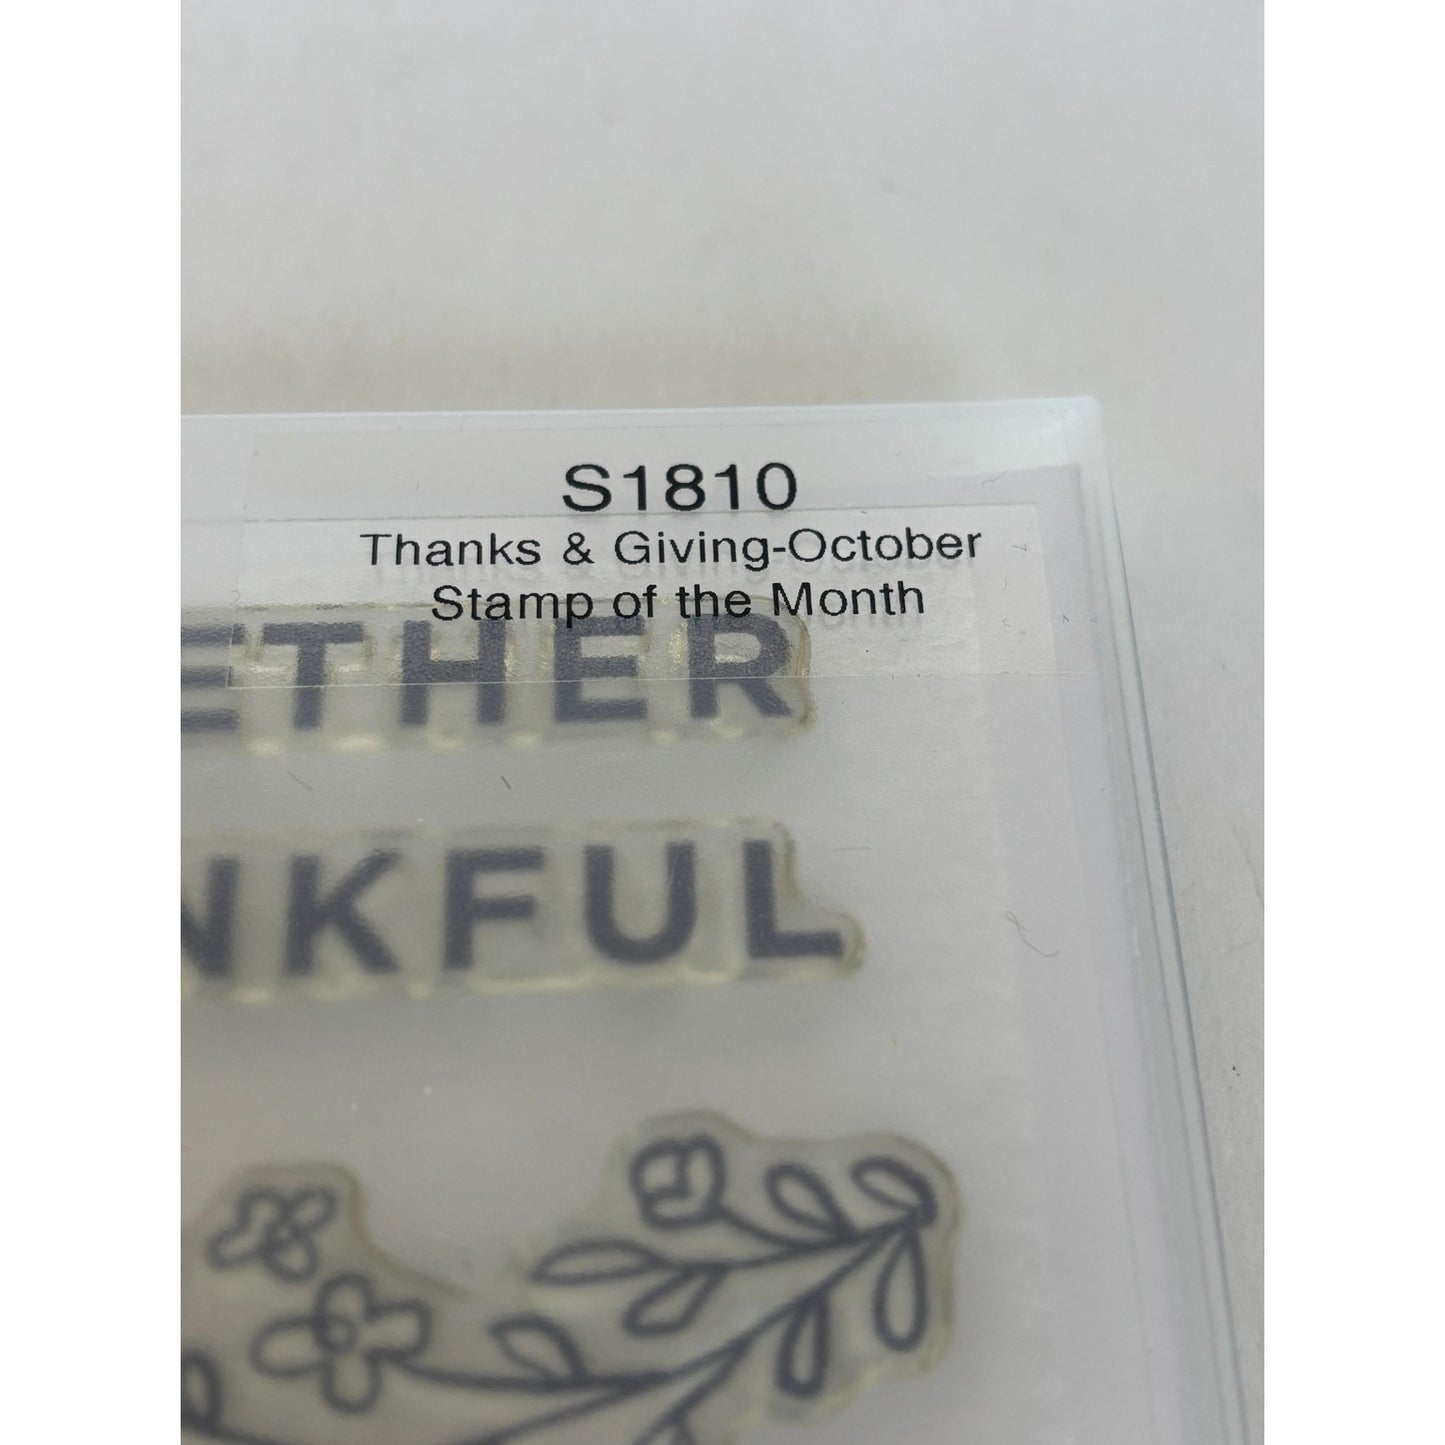 S1810
Thanks & Giving-October
Stamp of the Month
ETHER
NKFUL